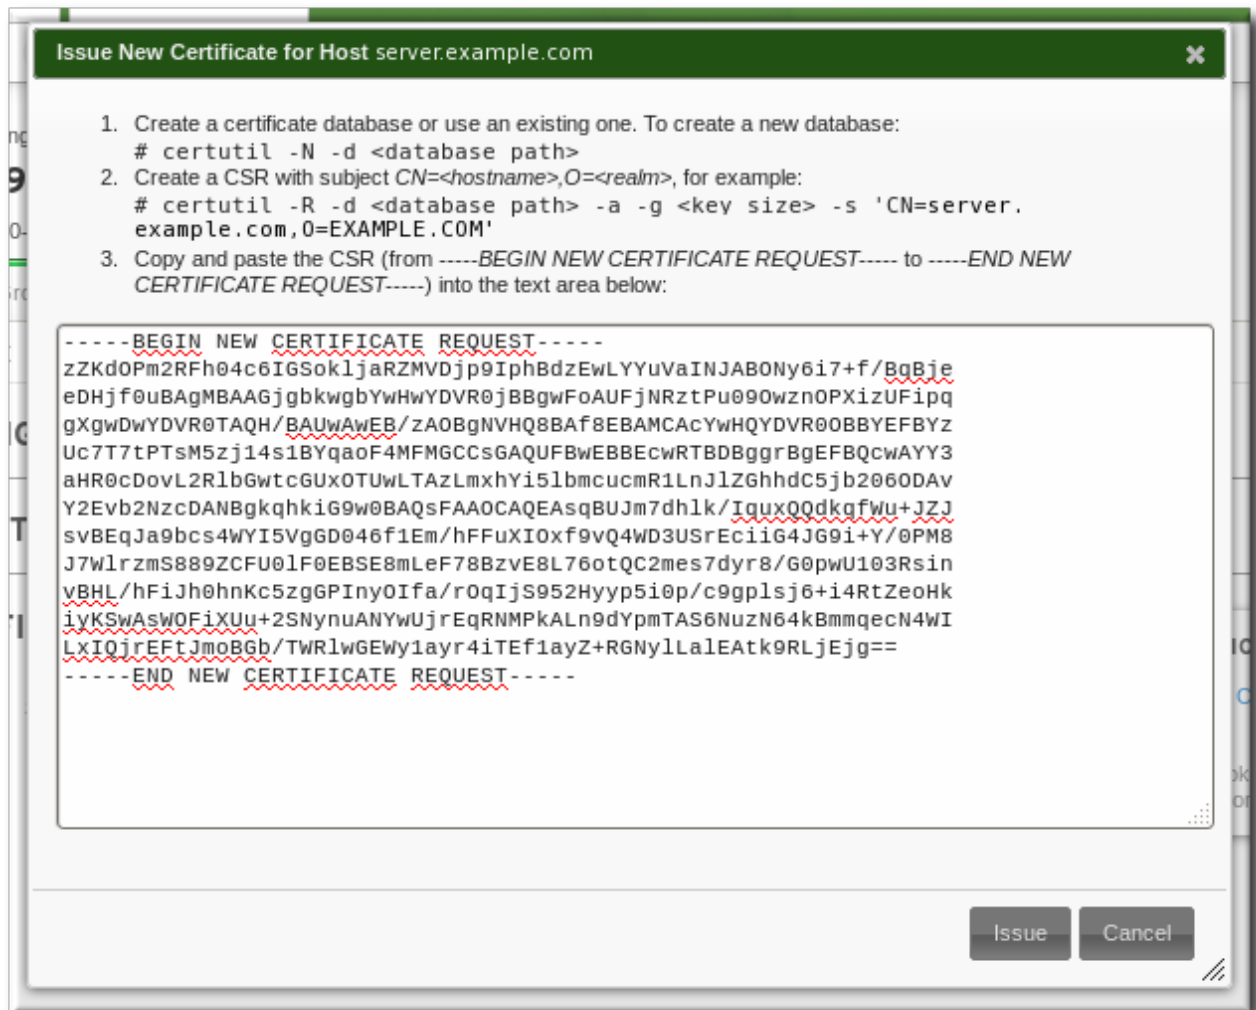 Issue New Certificate for Host server.example.com
1. Create a certificate database or use an existing one. To create a new database:
# certutil -N -d <database path>
2. Create a CSR with subject CN=<hostname>,O=<realm>, for example:
# certutil -R -d <database path> -a -g <key size> -s 'CN=server.
example.com,O=EXAMPLE.COM'
3. Copy and paste the CSR (from -----BEGIN NEW CERTIFICATE REQUEST----- to -----END NEW
CERTIFICATE REQUEST-----) into the text area below:
-----BEGIN NEW CERTIFICATE REQUEST-----
zZKdOPm2RFh04c6IGSokljaRZMVDjp9IphBdzEwLYYuVaINJABONy6i7+f/BqBje
eDHjf0uBAgMBAAGjgbkwgbYwHwYDVR0jBBgwFoAUFjNRztPu09OwznOPXizUFipq
gXgwDwYDVR0TAQH/BAUwAwEB/zAOBgNVHQ8BAf8EBAMCAcYwHQYDVR0OBBYEFBYz
Uc7T7tPTsM5zj14s1BYqaoF4MFMGCCsGAQUFBwEBBEcwRTBDBggrBgEFBQcwAYY3
aHR0cDovL2RlbGwtcGUxOTUwLTAzLmxhYi5lbmcucmR1LnJlZGhhdC5jb206ODAv
Y2Evb2NzcDANBgkqhkiG9w0BAQsFAAOCAQEAsqBUJm7dhlk/IquxQQdkqfWu+JZJ
svBEqJa9bcs4WYI5VgGD046f1Em/hFFuXIOxf9vQ4WD3USrEciiG4JG9i+Y/0PM8
J7WlrzmS889ZCFU0lF0EBSE8mLeF78BzvE8L76otQC2mes7dyr8/G0pwU103Rsin
vBHL/hFiJh0hnKc5zgGPInyOIfa/rOqIjS952Hyyp5i0p/c9gplsj6+i4RtZeoHk
iyKSwAsWOFiXUu+2SNynuANYwUjrEqRNMPkALn9dYpmTAS6NuzN64kBmmqecN4WI
LxIQjrEFtJmoBGb/TWRlwGEWy1ayr4iTEf1ayZ+RGNylLalEAtk9RLjEjg==
-----END NEW CERTIFICATE REQUEST-----
Issue
Cancel